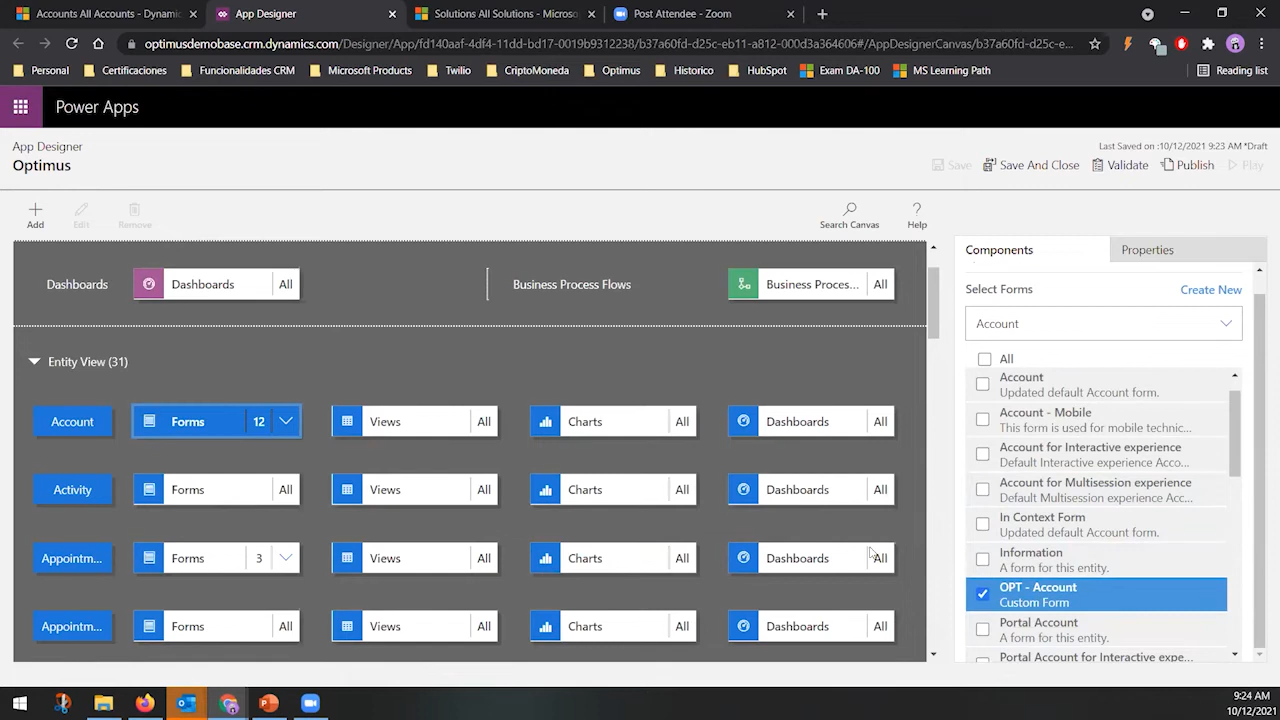 Accounts All Accounts - Dynamic
App Designer
Solutions All Solutions - Microso
Post Attendee - Zoom
optimusdemobase.crm.dynamics.com/Designer/App/fd140aaf-4df4-11dd-bd17-0019b9312238/b37a60fd-d25c-eb11-a812-000d3a364606#/AppDesignerCanvas/b37a60fd-d25c-e...
Personal
Certificaciones
Funcionalidades CRM
Microsoft Products
Twilio
CriptoMoneda
Optimus
Historico
HubSpot
Exam DA-100
MS Learning Path
Reading list
Power Apps
App Designer
Optimus
Last Saved on :10/12/2021 9:23 AM *Draft
Save
Save And Close
Validate
Publish
Play
Add
Edit
Remove
Search Canvas
? Help
Components
Properties
Dashboards
Dashboards All
Business Process Flows
Business Proces... All
Select Forms
Create New
Account
Entity View (31)
All
Account
Updated default Account form.
Account - Mobile
This form is used for mobile technic...
Account for Interactive experience
Default Interactive experience Acco...
Account for Multisession experience
Default Multisession experience Acc...
In Context Form
Updated default Account form.
Information
A form for this entity.
OPT - Account
Custom Form
Portal Account
A form for this entity.
Portal Account for Interactive expe...
Account Forms 12 Views All Charts All Dashboards All
Activity Forms All Views All Charts All Dashboards All
Appointm... Forms 3 Views All Charts All Dashboards All
Appointm... Forms All Views All Charts All Dashboards All
9:24 AM
10/12/2021